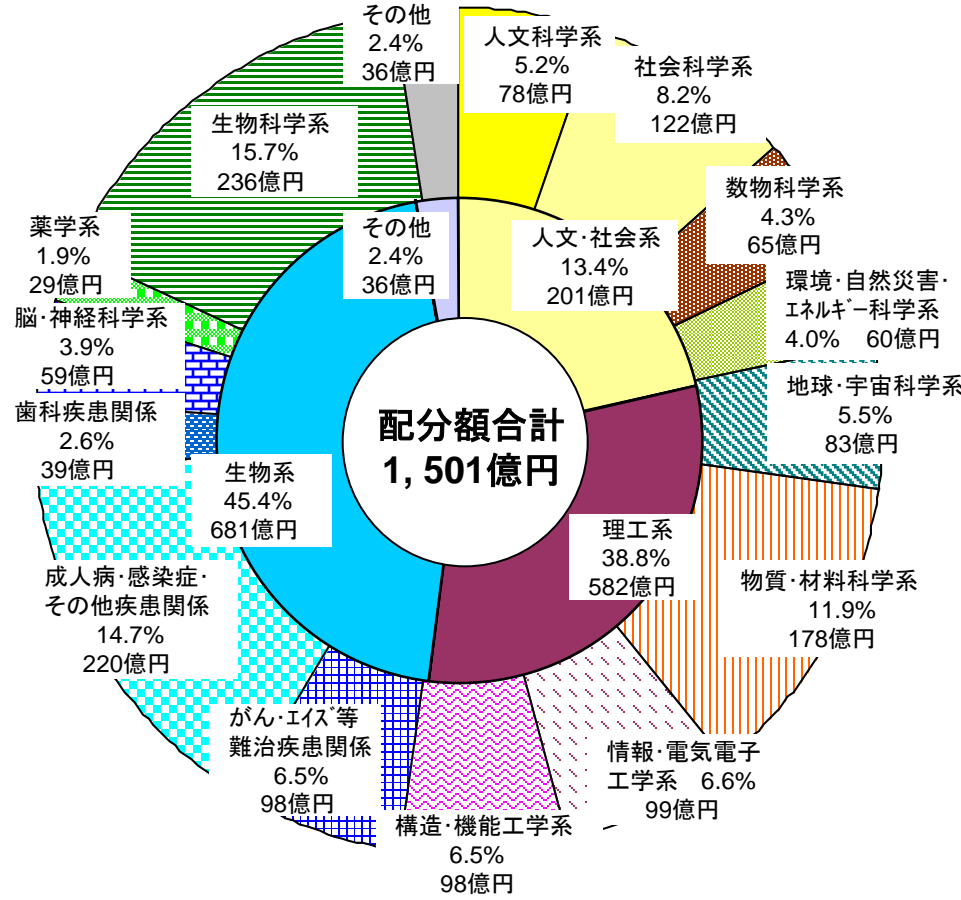 その他
2.4%
36億円
人文科学系
5.2%
78億円
社会科学系
8.2%
122億円
数物科学系
4.3%
65億円
環境・自然災害・
ｴﾈﾙｷﾞｰ科学系
4.0%　60億円
地球・宇宙科学系
5.5%
83億円
物質・材料科学系
11.9%
178億円
情報・電気電子
工学系　6.6%
99億円
構造・機能工学系
6.5%
98億円
がん・ｴｲｽﾞ等
難治疾患関係
6.5%
98億円
成人病・感染症・
その他疾患関係
14.7%
220億円
歯科疾患関係
2.6%
39億円
脳・神経科学系
3.9%
59億円
薬学系
1.9%
29億円
生物科学系
15.7%
236億円
その他
2.4%
36億円
人文・社会系
13.4%
201億円
理工系
38.8%
582億円
生物系
45.4%
681億円
配分額合計
1,501億円